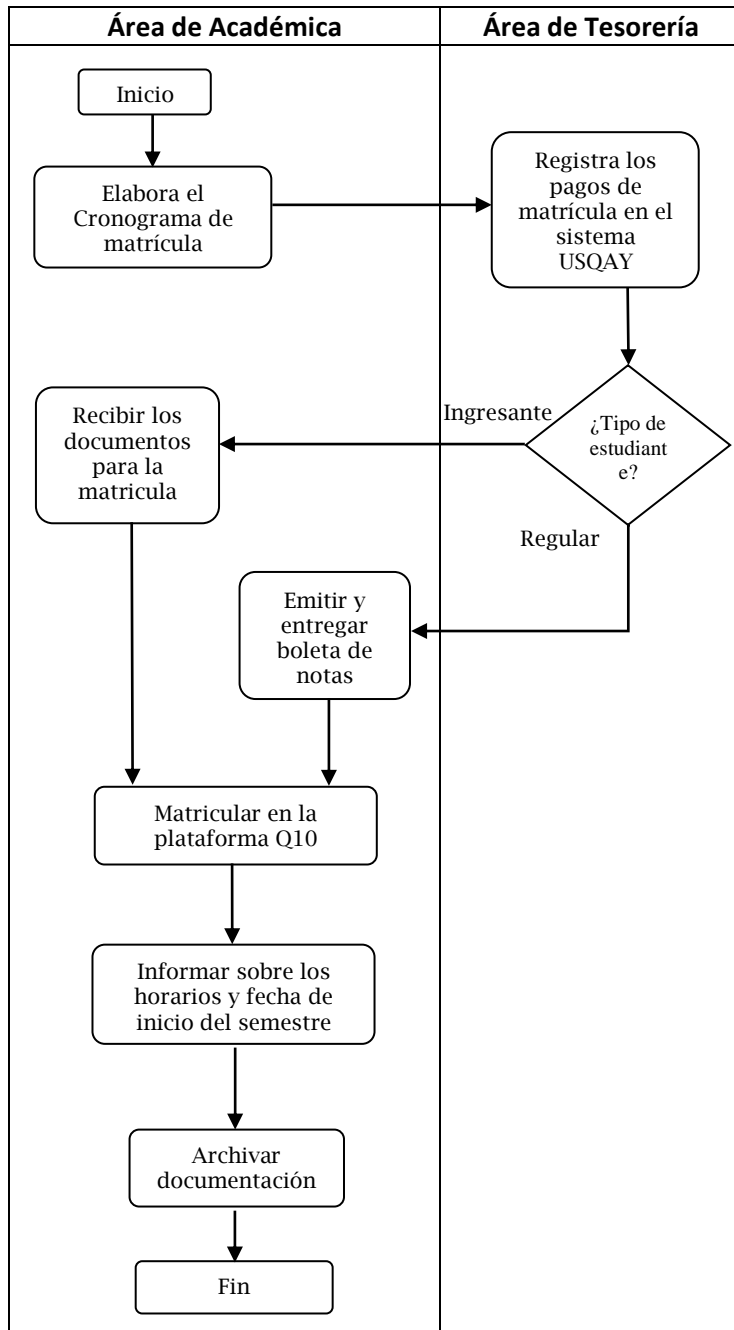 Área de Académica
Área de Tesorería
Inicio
Elabora el
Cronograma de
matrícula
Registra los
pagos de
matrícula en el
sistema
USQAY
¿Tipo de
estudiant
e?
Ingresante
Recibir los
documentos
para la
matricula
Regular
Emitir y
entregar
boleta de
notas
Matricular en la
plataforma Q10
Informar sobre los
horarios y fecha de
inicio del semestre
Archivar
documentación
Fin